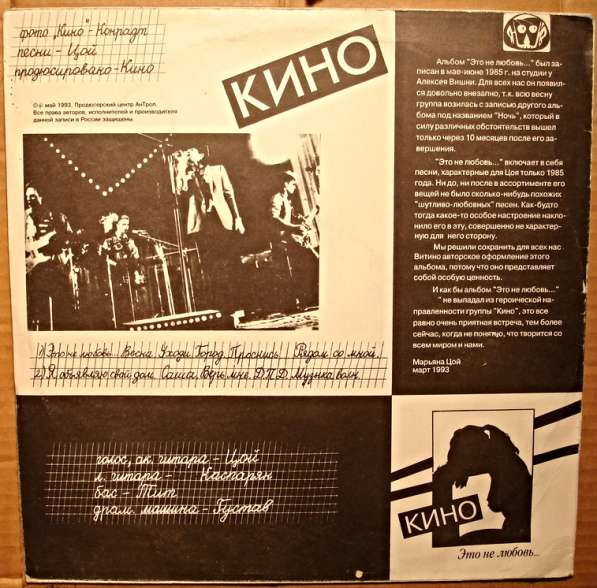 фото "Кино" - Конрадт
песни - Цой
продюсировано - Кино
© ℗ май 1993. Продюсерский центр АнТроп.
Все права авторов, исполнителей и производителя
данной записи в России защищены.
КИНО
1) Это не любовь. Весна. Уходи. Город. Проснись. Рядом со мной.
2) Я объявляю свой дом. Саша. Верь мне. Д.П.Д. Музыка волн.
голос, ак. гитара - Цой
л. гитара - Каспарян
бас - Тит
драм. машина - Густав
Альбом "Это не любовь..." был за-
писан в мае-июне 1985 г. на студии у
Алексея Вишни. Для всех нас он появил-
ся довольно внезапно, т.к. всю весну
группа возилась с записью другого аль-
бома под названием "Ночь", который в
силу различных обстоятельств вышел
только через 10 месяцев после его за-
вершения.
"Это не любовь..." включает в себя
песни, характерные для Цоя только 1985
года. Ни до, ни после в ассортименте его
вещей не было сколько-нибудь похожих
"шутливо-любовных" песен. Как-будто
тогда какое-то особое настроение накло-
нило его в эту, совершенно не характер-
ную для него сторону.
Мы решили сохранить для всех нас
Витино авторское оформление этого
альбома, потому что оно представляет
собой особую ценность.
И как бы альбом "Это не любовь..."
не выпадал из героической на-
правленности группы "Кино", это все
равно очень приятная встреча, тем более
сейчас, когда не понятно, что творится со
всем миром и нами.
Марьяна Цой
март 1993
КИНО
Это не любовь...